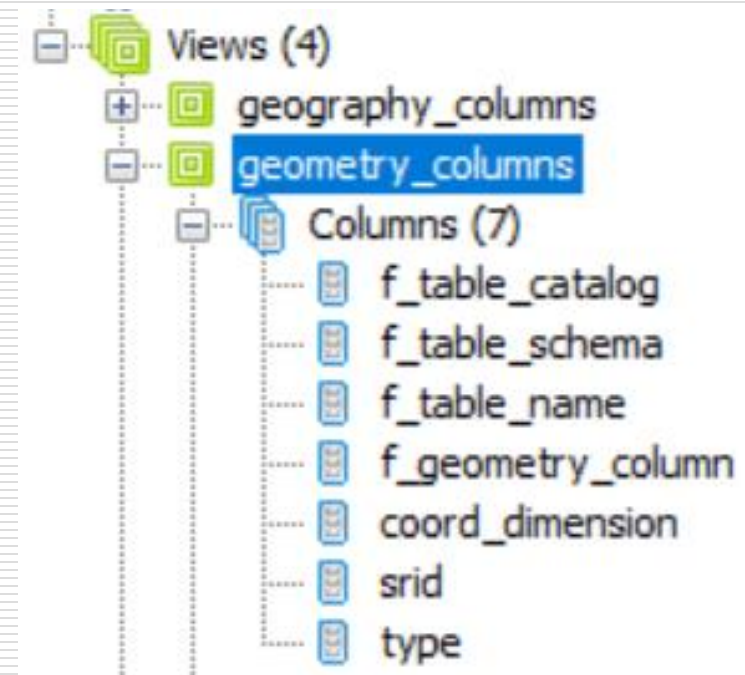 Views (4)
geography_columns
geometry_columns
Columns (7)
f_table_catalog
f_table_schema
f_table_name
f_geometry_column
coord_dimension
srid
type